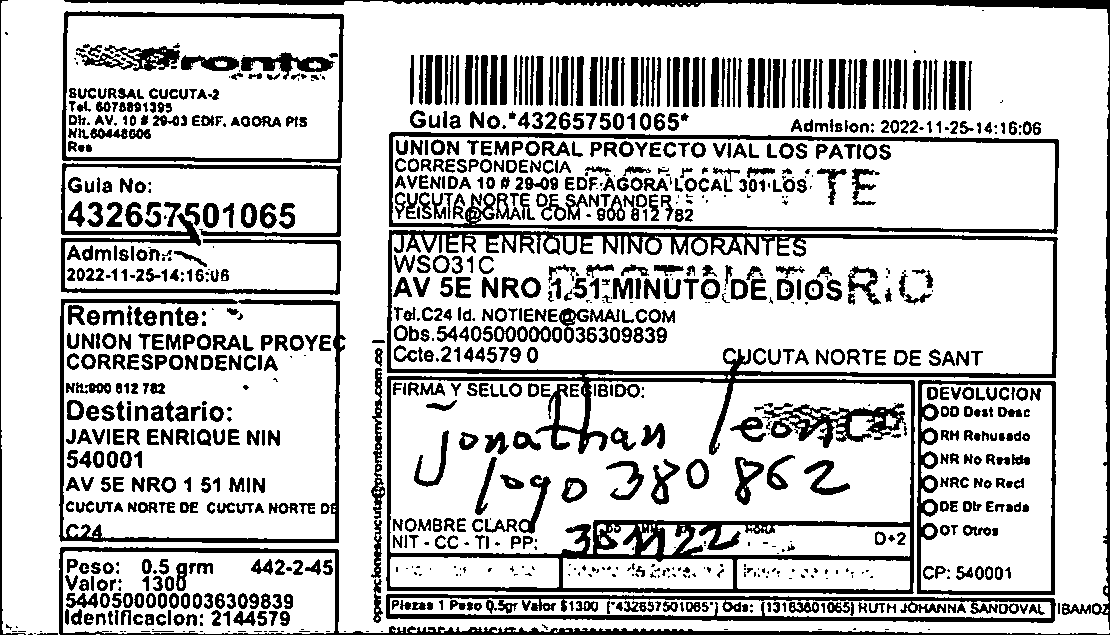 Pronto
envios
SUCURSAL CUCUTA-2
Tel. 6075891395
Dir. AV. 10 # 29-03 EDIF. AGORA PIS
Nit.60448606
Res
Guia No:
432657501065
Admision:
2022-11-25-14:16:06
Remitente:
UNION TEMPORAL PROYEC
CORRESPONDENCIA
Nit:900 812 782
Destinatario:
JAVIER ENRIQUE NIN
540001
AV 5E NRO 1 51 MIN
CUCUTA NORTE DE CUCUTA NORTE DE
C24
Peso: 0.5 grm 442-2-45
Valor: 1300
54405000000036309839
Identificacion: 2144579
operacionescucuta@prontoenvios.com.co
Guia No.*432657501065*
Admision: 2022-11-25-14:16:06
UNION TEMPORAL PROYECTO VIAL LOS PATIOS
CORRESPONDENCIA
AVENIDA 10 # 29-09 EDF AGORA LOCAL 301 LOS
CUCUTA NORTE DE SANTANDER
YEISMIR@GMAIL COM - 900 812 782
JAVIER ENRIQUE NINO MORANTES
WSO31C
DESTINATARIO
AV 5E NRO 1 51 MINUTO DE DIOS
Tel.C24 Id. NOTIENE@GMAIL.COM
Obs.54405000000036309839
Ccte.2144579 0 CUCUTA NORTE DE SANT
FIRMA Y SELLO DE RECIBIDO:
Jonathan Leon
1090380862
NOMBRE CLARO
NIT - CC - TI - PP:
HORA
D+2
DEVOLUCION
DD Dest Desc
RH Rehusado
NR No Reside
NRC No Recl
DE Dir Errada
OT Otros
CP: 540001
Piezas 1 Peso 0.5gr Valor $1300 [*432657501065*] Ods: [13163601065] RUTH JOHANNA SANDOVAL IBAMOZ